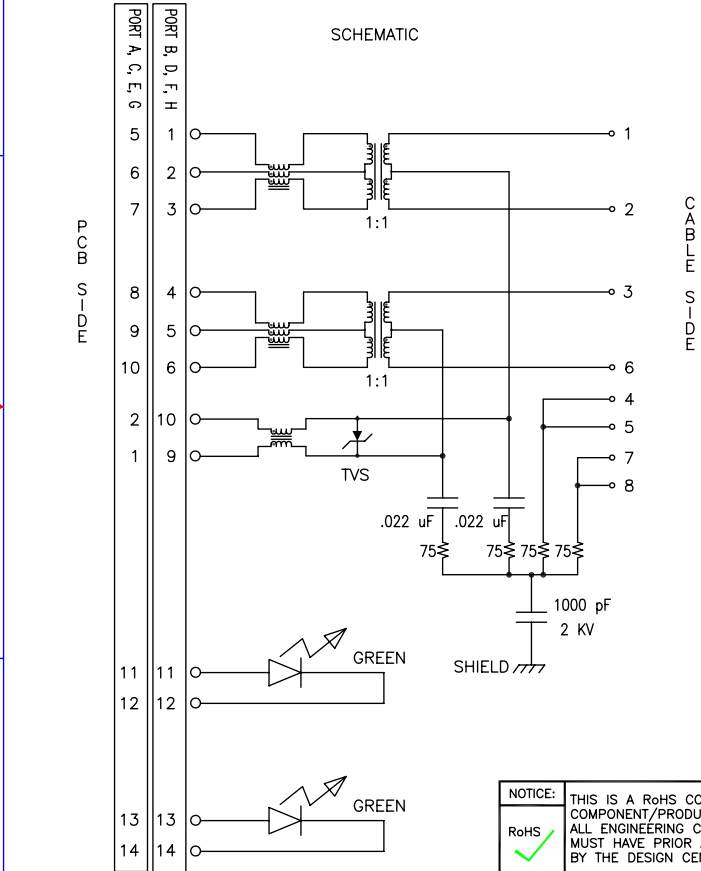 SCHEMATIC
PORT A, C, E, G
PORT B, D, F, H
PCB SIDE
CABLE SIDE
5 1 1
6 2
7 3 2
1:1
8 4 3
9 5
10 6 6
1:1
4
2 10
5
1 9 7
TVS
8
.022 uF .022 uF
75 75 75 75
1000 pF
2 KV
SHIELD
GREEN
11 11
12 12
GREEN
13 13
14 14
NOTICE:
RoHS
THIS IS A RoHS
COMPONENT/
ALL ENGINEERING
MUST HAVE PRIOR
BY THE DESIGN